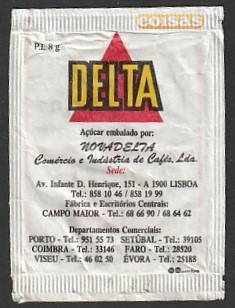 COISAS
P.L. 8 g
DELTA
Açúcar embalado por:
NOVADELTA
Comércio e Indústria de Cafés, Lda.
Sede:
Av. Infante D. Henrique, 151 - A 1900 LISBOA
Tel.: 858 10 46 / 858 19 99
Fábrica e Escritórios Centrais:
CAMPO MAIOR - Tel.: 68 66 90 / 68 64 62
Departamentos Comerciais:
PORTO - Tel.: 951 55 73 SETÚBAL - Tel.: 39105
COIMBRA - Tel.: 33146 FARO - Tel.: 28520
VISEU - Tel.: 46 02 50 ÉVORA - Tel.: 25188